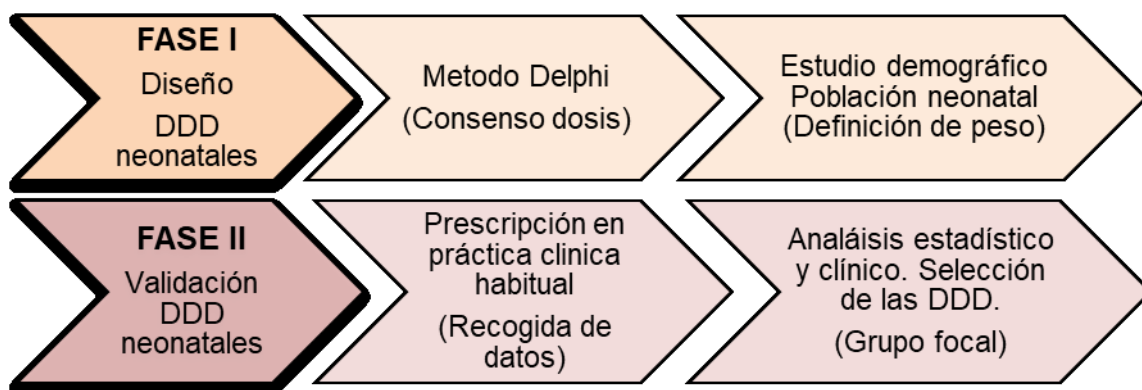 FASE I
Diseño
DDD
neonatales
Metodo Delphi
(Consenso dosis)
Estudio demográfico
Población neonatal
(Definición de peso)
FASE II
Validación
DDD
neonatales
Prescripción en
práctica clinica
habitual
(Recogida de
datos)
Analáisis estadístico
y clínico. Selección
de las DDD.
(Grupo focal)